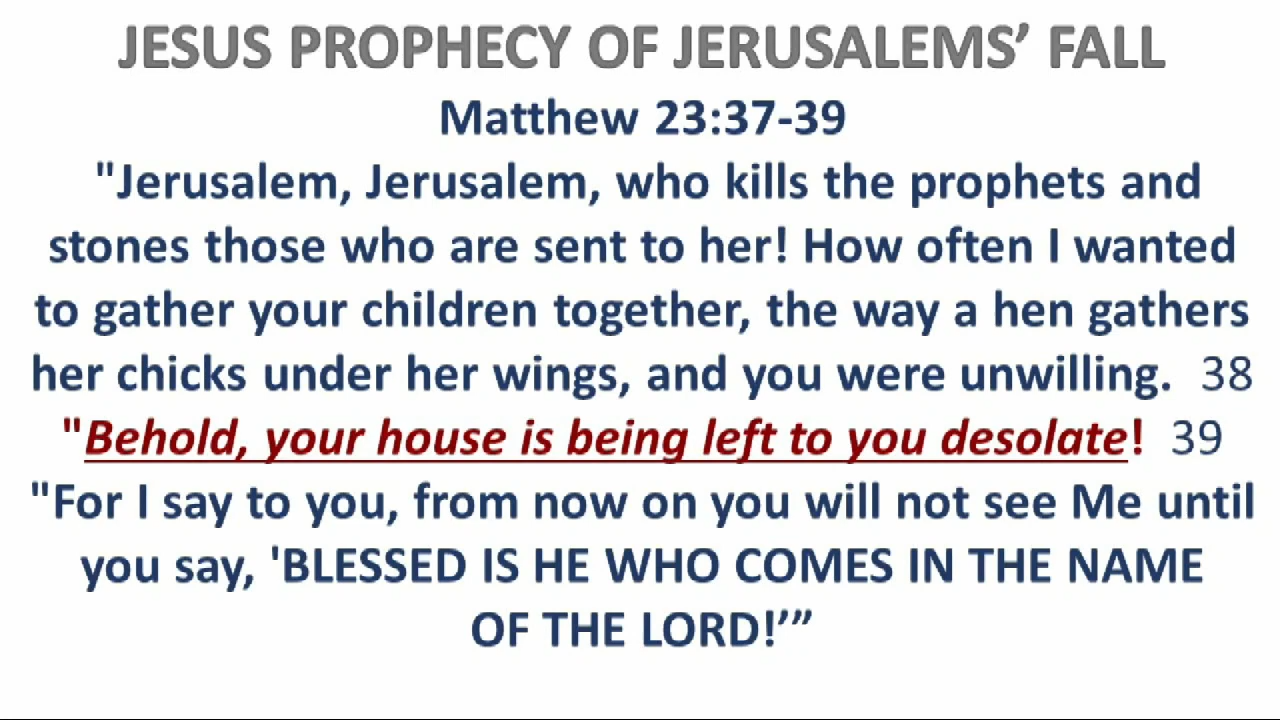 JESUS PROPHECY OF JERUSALEMS’ FALL
Matthew 23:37-39
"Jerusalem, Jerusalem, who kills the prophets and
stones those who are sent to her! How often I wanted
to gather your children together, the way a hen gathers
her chicks under her wings, and you were unwilling. 38
"Behold, your house is being left to you desolate! 39
"For I say to you, from now on you will not see Me until
you say, 'BLESSED IS HE WHO COMES IN THE NAME
OF THE LORD!’”